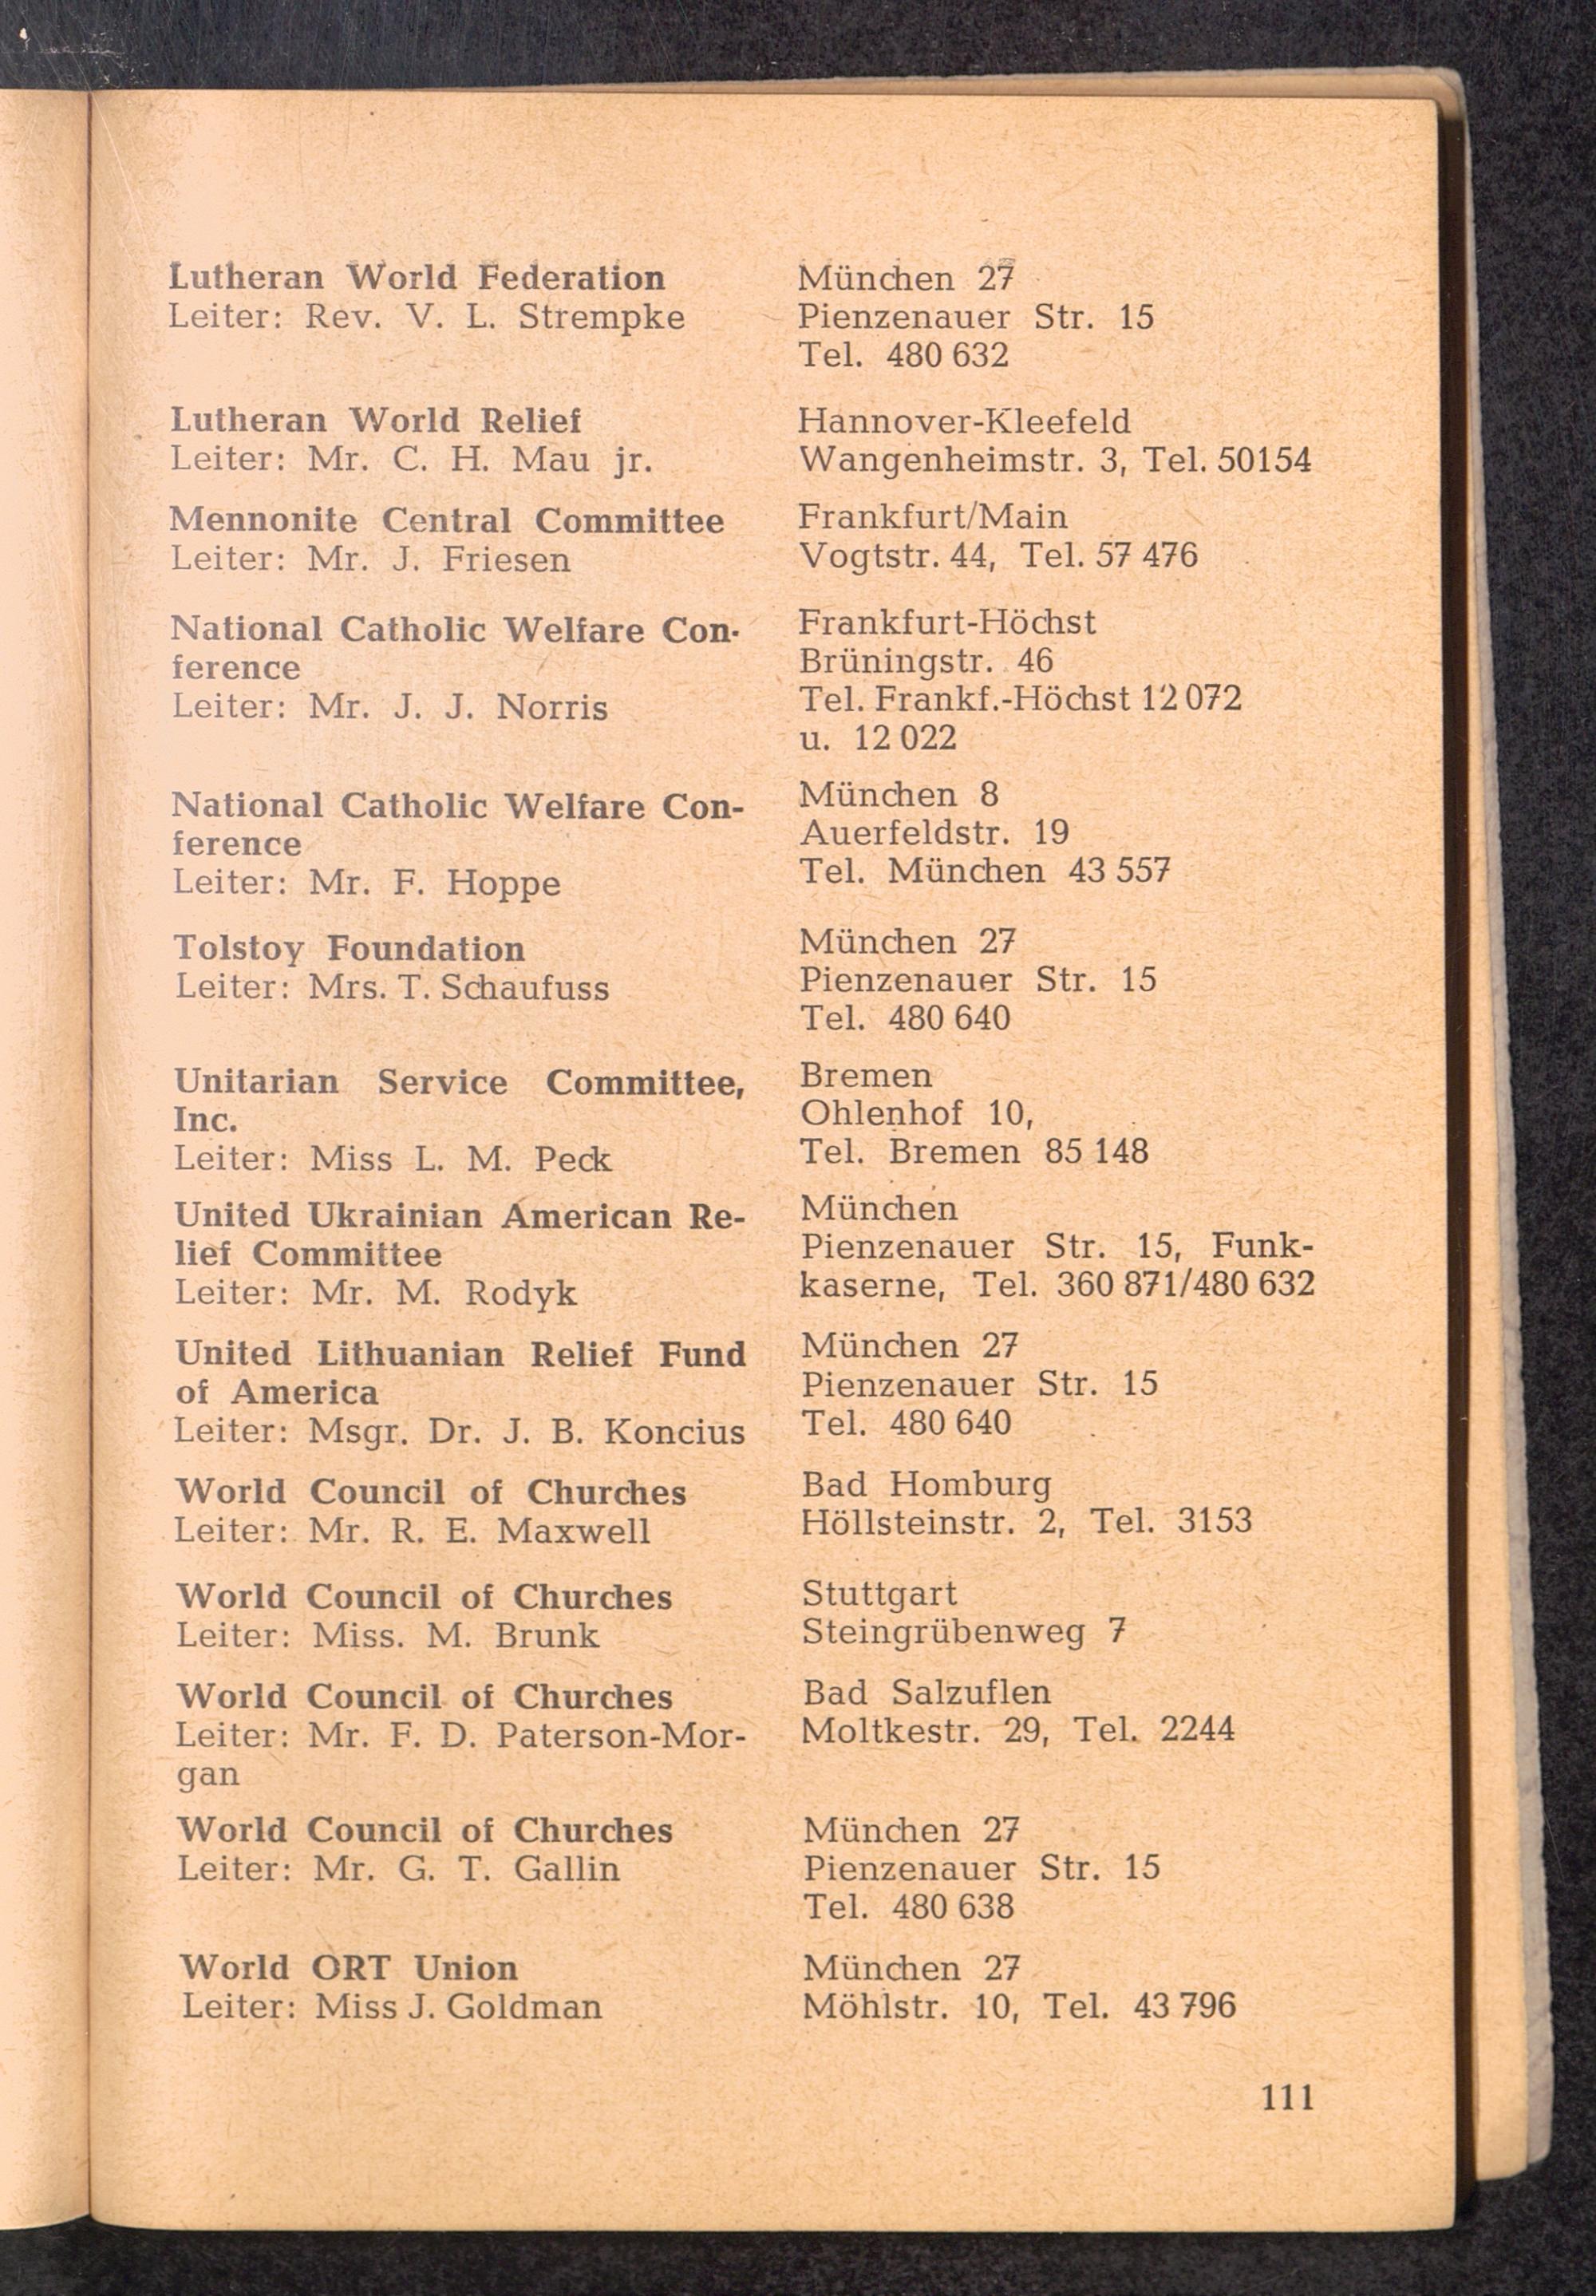 Lutheran World Federation
Leiter: Rev. V. L. Strempke
München 27
Pienzenauer Str. 15
Tel. 480 632
Lutheran World Relief
Leiter: Mr. C. H. Mau jr.
Hannover-Kleefeld
Wangenheimstr. 3, Tel. 50154
Mennonite Central Committee
Leiter: Mr. J. Friesen
Frankfurt/Main
Vogtstr. 44, Tel. 57 476
National Catholic Welfare Con-
ference
Leiter: Mr. J. J. Norris
Frankfurt-Höchst
Brüningstr. 46
Tel. Frankf.-Höchst 12 072
u. 12 022
National Catholic Welfare Con-
ference
Leiter: Mr. F. Hoppe
München 8
Auerfeldstr. 19
Tel. München 43 557
Tolstoy Foundation
Leiter: Mrs. T. Schaufuss
München 27
Pienzenauer Str. 15
Tel. 480 640
Unitarian Service Committee,
Inc.
Leiter: Miss L. M. Peck
Bremen
Ohlenhof 10,
Tel. Bremen 85 148
United Ukrainian American Re-
lief Committee
Leiter: Mr. M. Rodyk
München
Pienzenauer Str. 15, Funk-
kaserne, Tel. 360 871/480 632
United Lithuanian Relief Fund
of America
Leiter: Msgr. Dr. J. B. Koncius
München 27
Pienzenauer Str. 15
Tel. 480 640
World Council of Churches
Leiter: Mr. R. E. Maxwell
Bad Homburg
Höllsteinstr. 2, Tel. 3153
World Council of Churches
Leiter: Miss. M. Brunk
Stuttgart
Steingrübenweg 7
World Council of Churches
Leiter: Mr. F. D. Paterson-Mor-
gan
Bad Salzuflen
Moltkestr. 29, Tel. 2244
World Council of Churches
Leiter: Mr. G. T. Gallin
München 27
Pienzenauer Str. 15
Tel. 480 638
World ORT Union
Leiter: Miss J. Goldman
München 27
Möhlstr. 10, Tel. 43 796
111